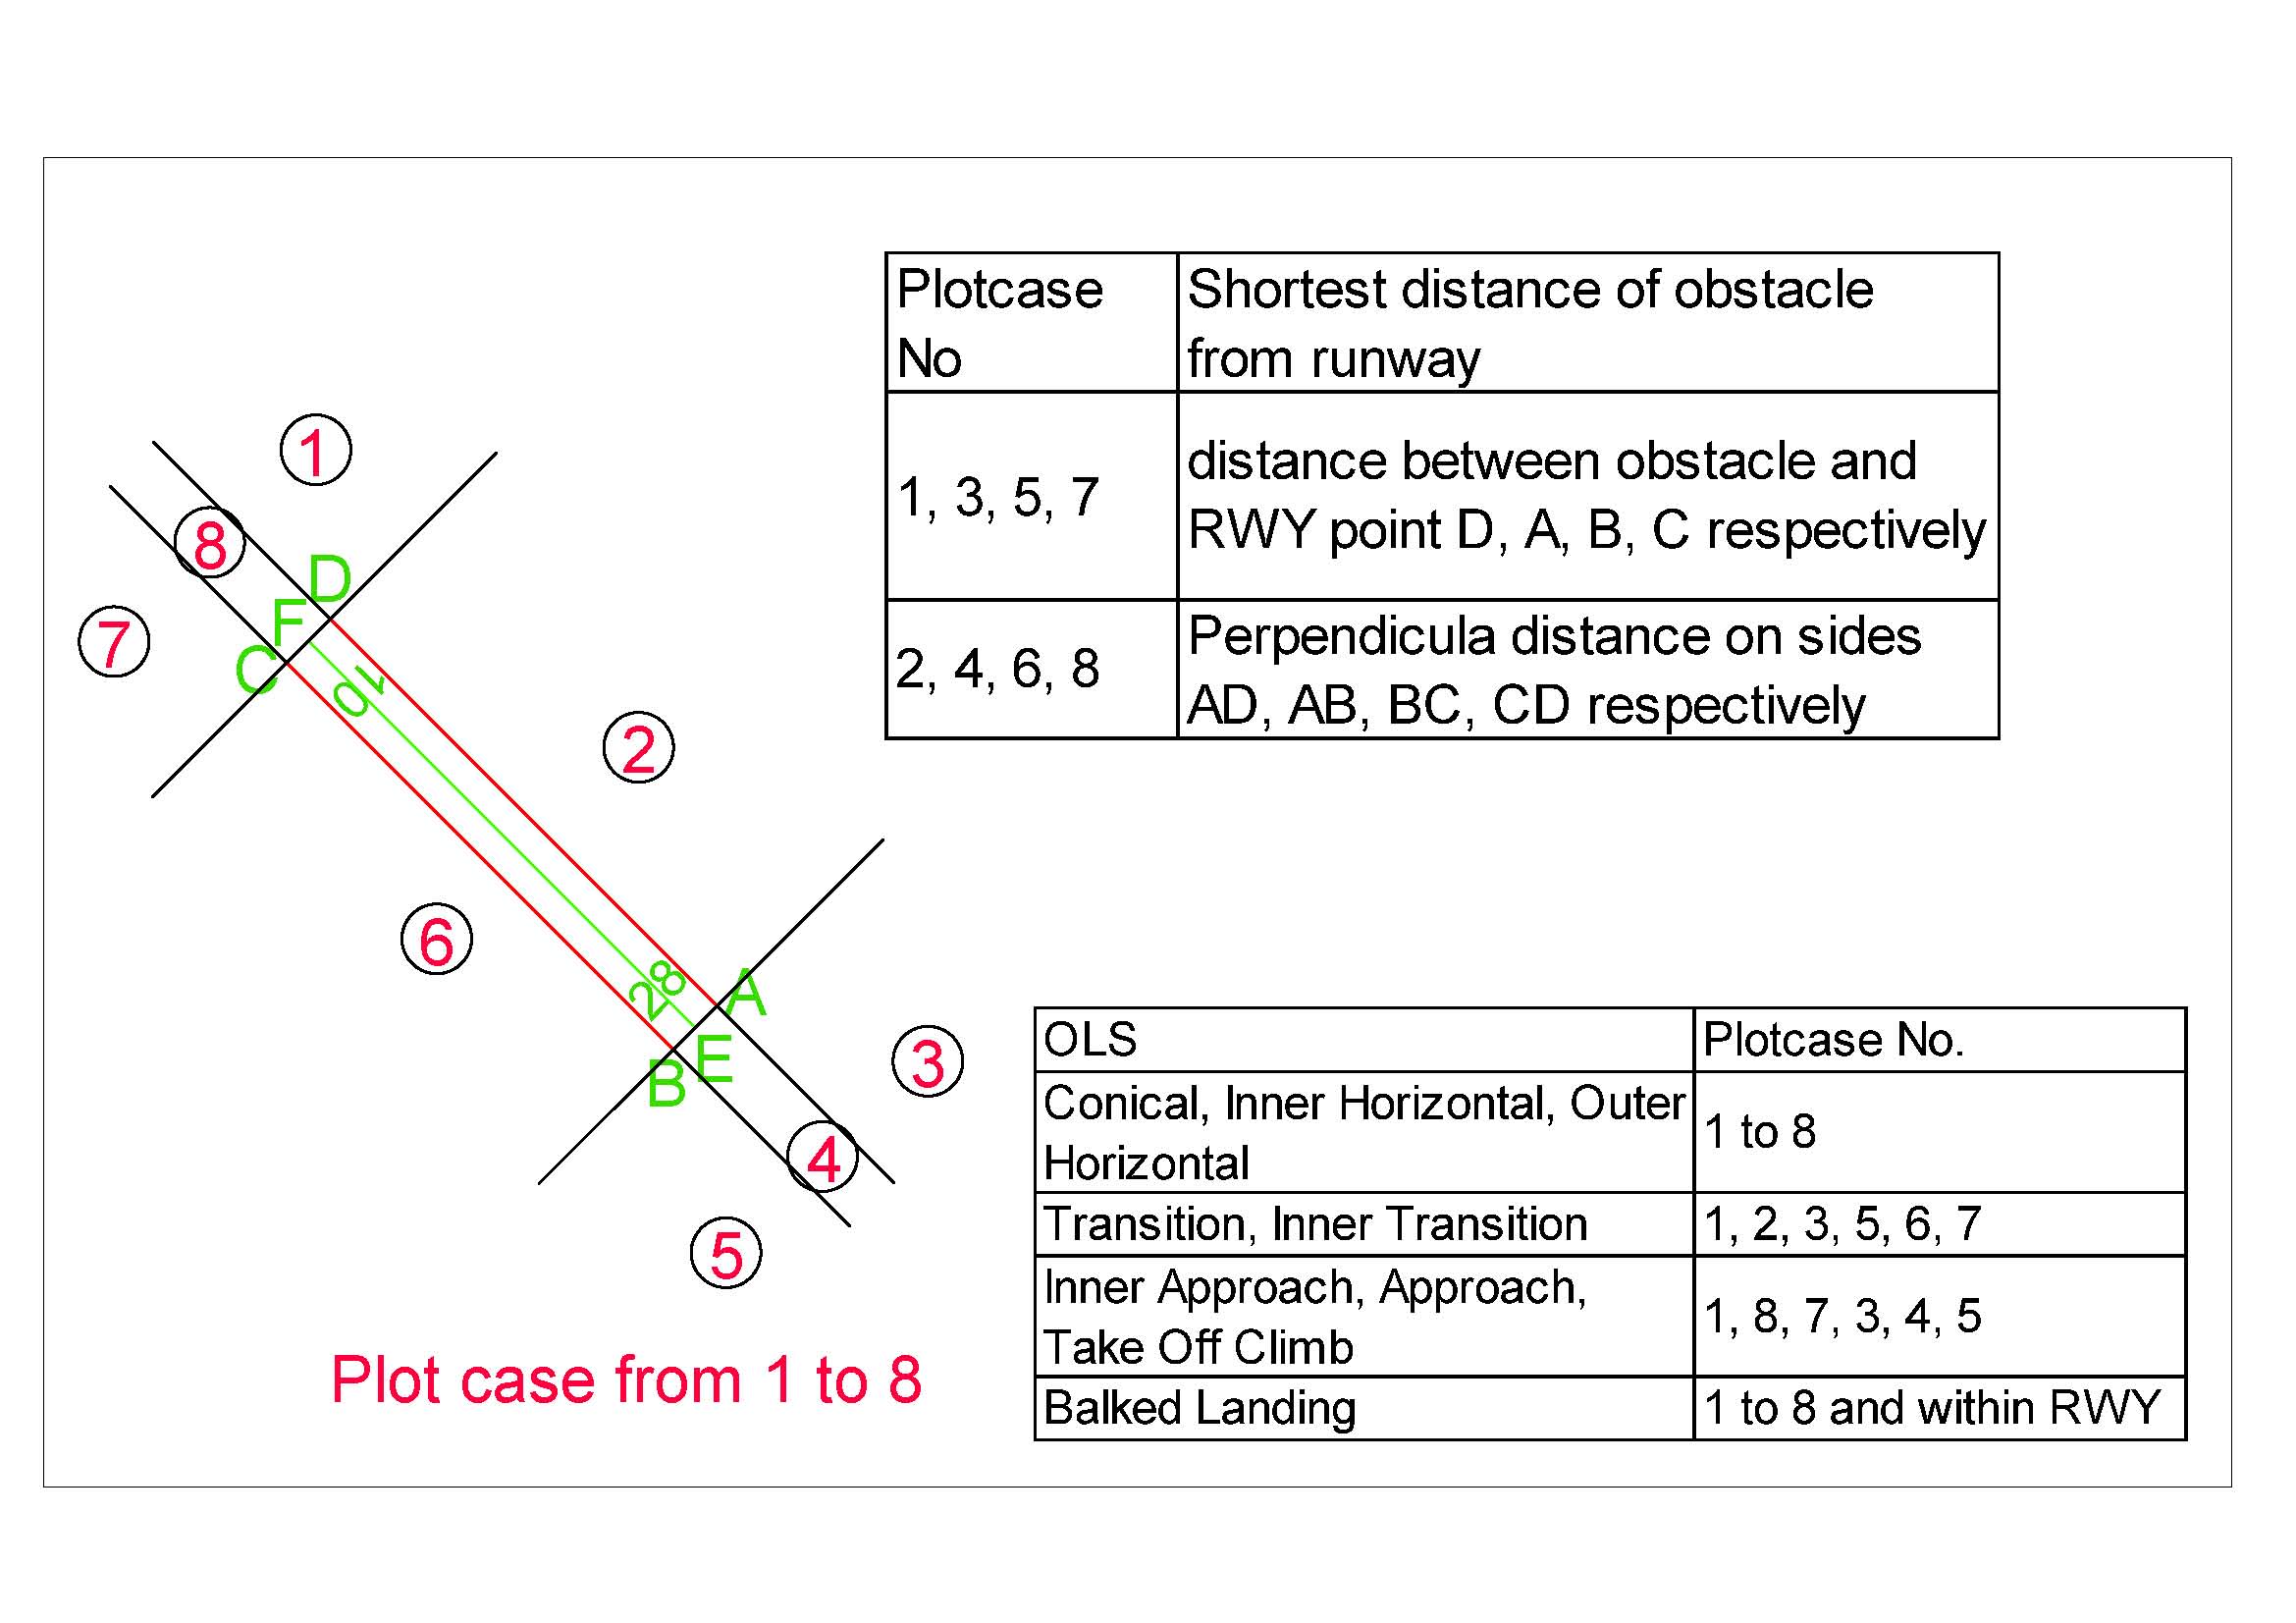 Plotcase
No
Shortest distance of obstacle
from runway
1, 3, 5, 7
distance between obstacle and
RWY point D, A, B, C respectively
2, 4, 6, 8
Perpendicula distance on sides
AD, AB, BC, CD respectively
1
8
D
F
7
C
10
2
6
28
A
E
B
3
4
5
Plot case from 1 to 8
OLS
Plotcase No.
Conical, Inner Horizontal, Outer
Horizontal
1 to 8
Transition, Inner Transition
1, 2, 3, 5, 6, 7
Inner Approach, Approach,
Take Off Climb
1, 8, 7, 3, 4, 5
Balked Landing
1 to 8 and within RWY